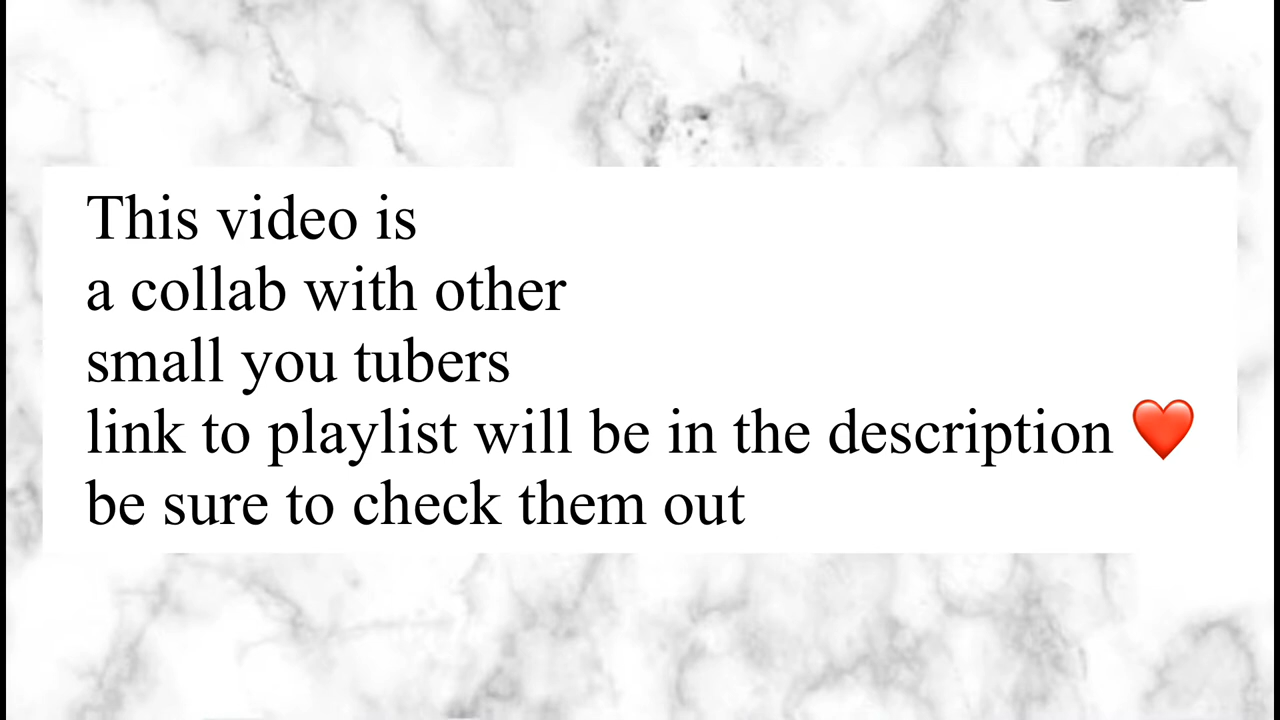 This video is
a collab with other
small you tubers
link to playlist will be in the description ❤️
be sure to check them out